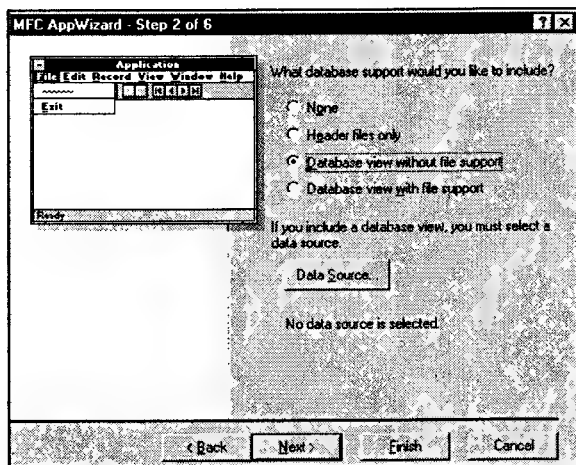 MFC AppWizard - Step 2 of 6
Application
File Edit Record View Window Help
Exit
Ready
What database support would you like to include?
None
Header files only
Database view without file support
Database view with file support
If you include a database view, you must select a
data source.
Data Source...
No data source is selected.
< Back
Next >
Finish
Cancel